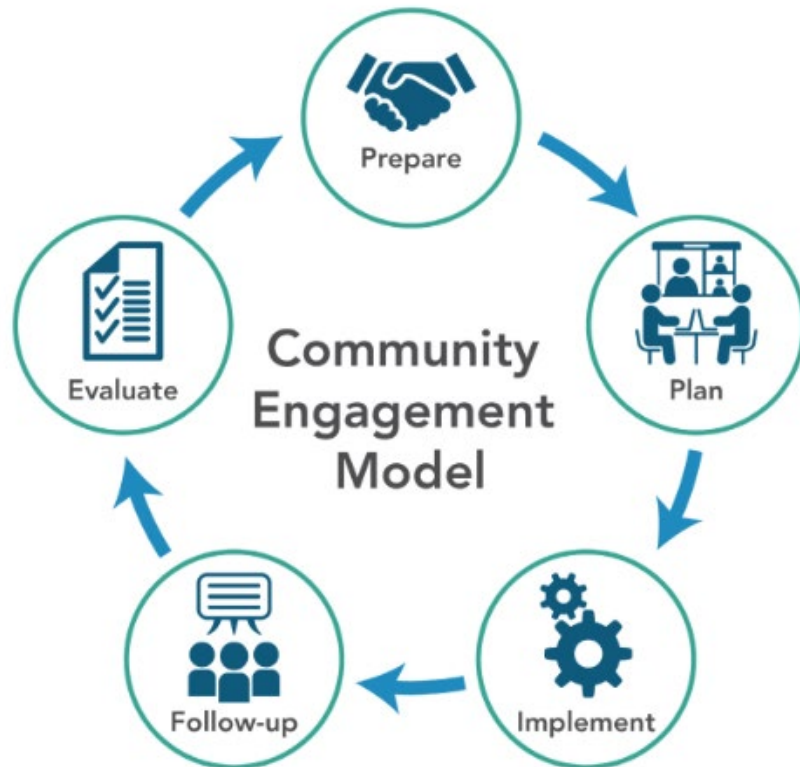 Prepare
Plan
Implement
Follow-up
Evaluate
Community
Engagement
Model